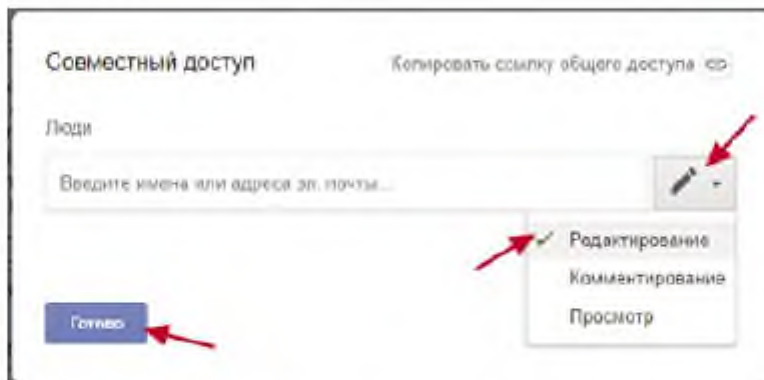 Совместный доступ
Копировать ссылку общего доступа
Люди
Введите имена или адреса эл. почты...
Редактирование
Комментирование
Просмотр
Готово